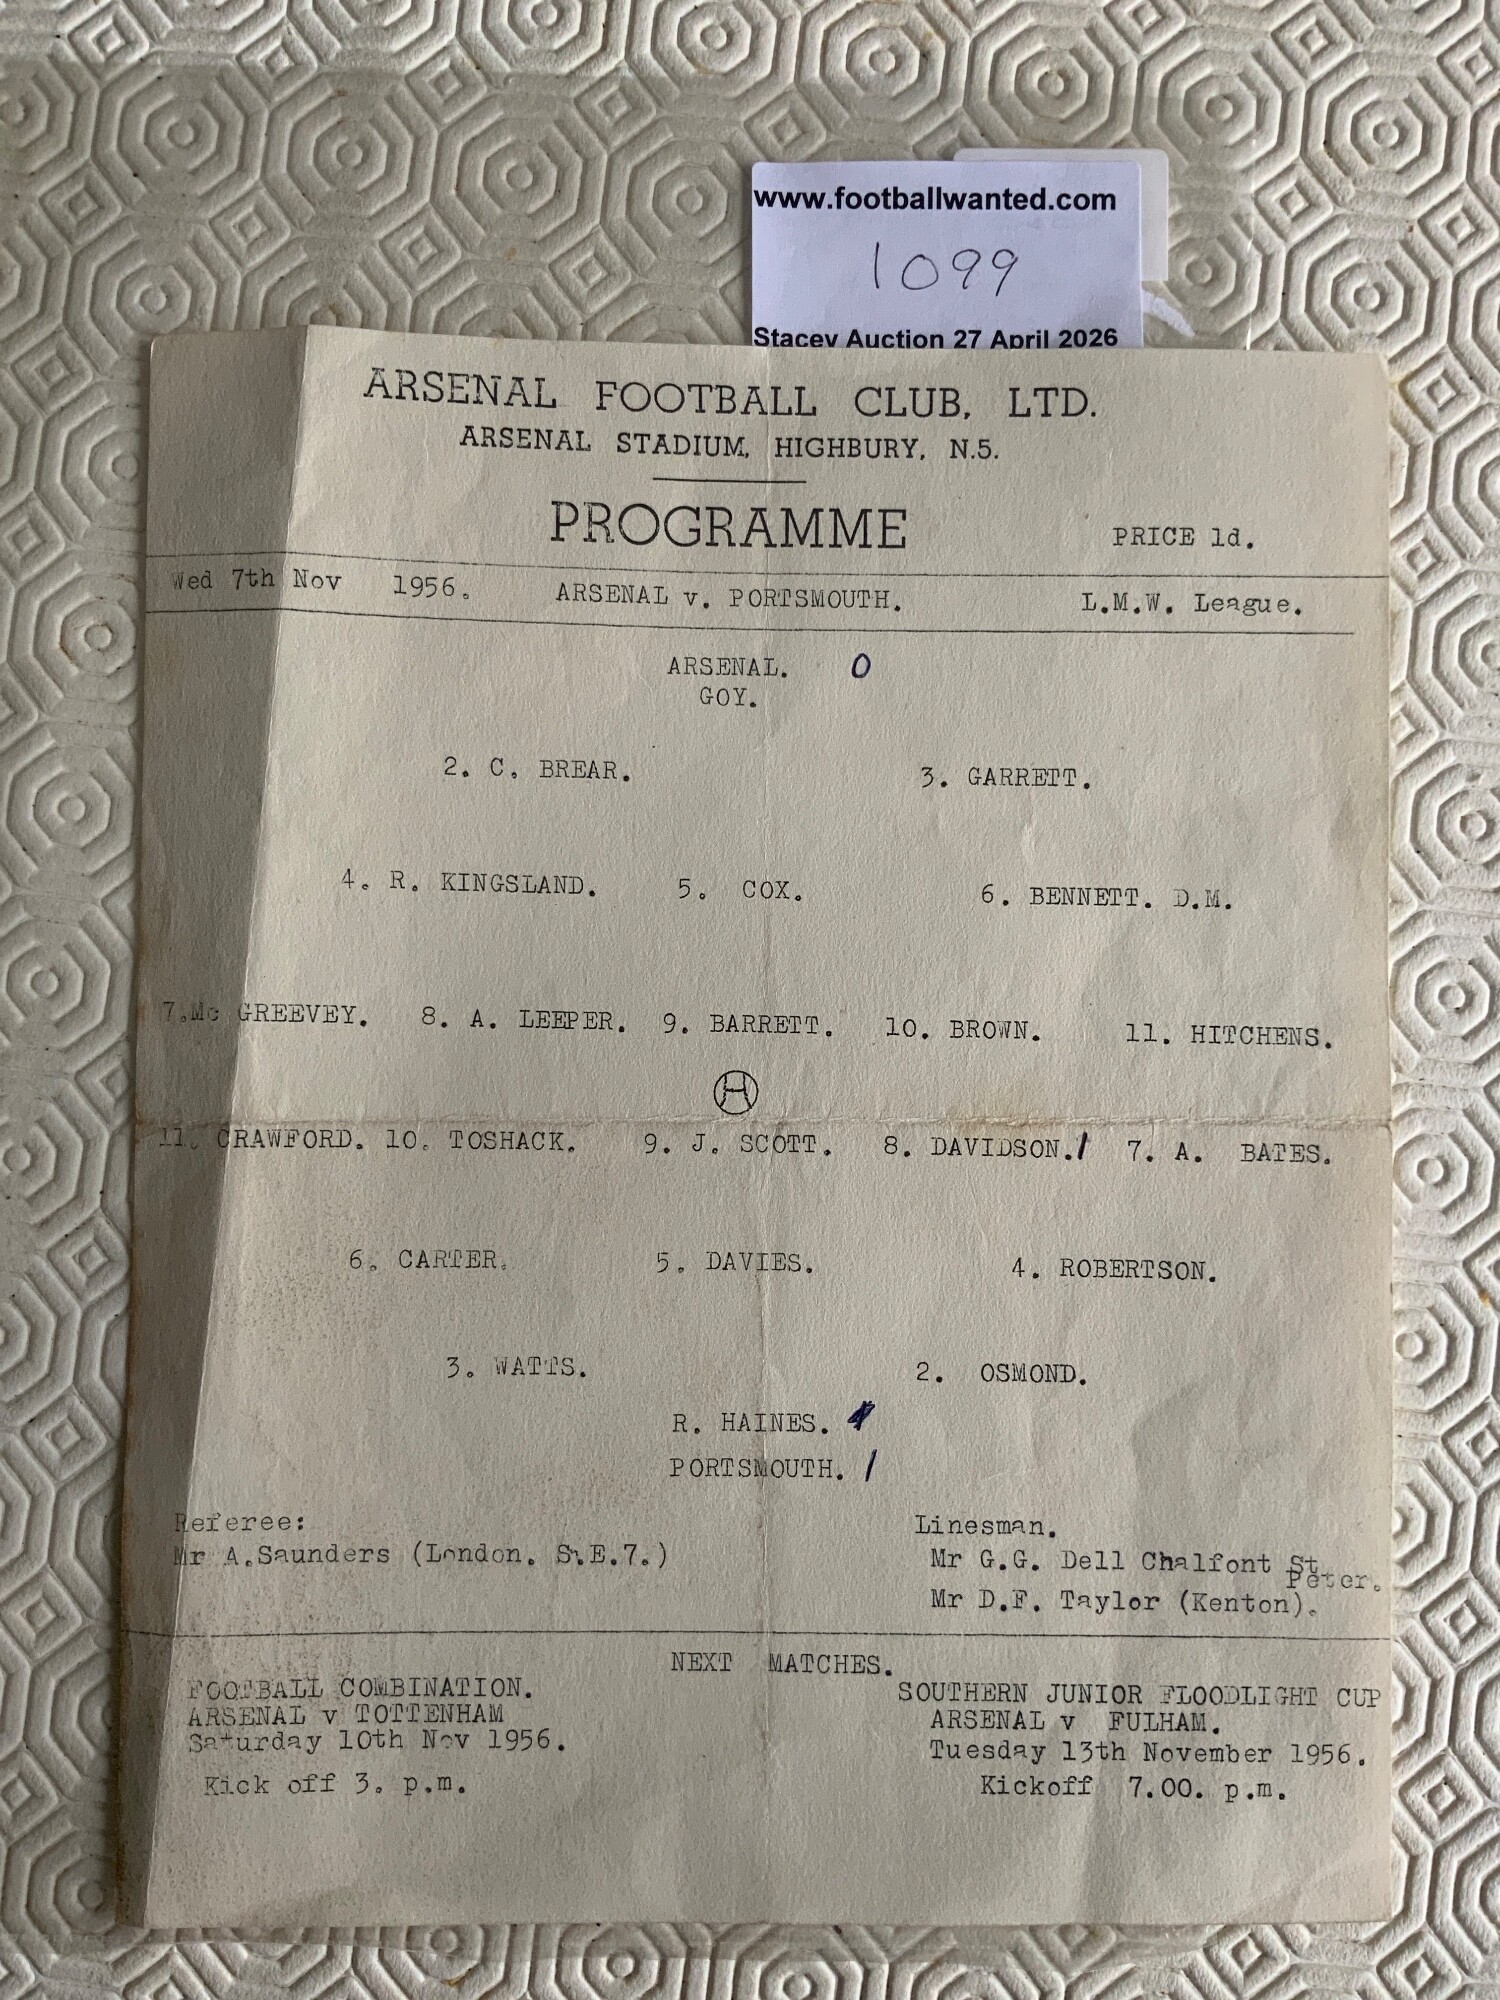 www.footballwanted.com
1099
Stacey Auction 27 April 2026
ARSENAL FOOTBALL CLUB, LTD.
ARSENAL STADIUM, HIGHBURY, N.5.
PROGRAMME
PRICE 1d.
Wed 7th Nov 1956. ARSENAL v. PORTSMOUTH. L.M.W. League.
ARSENAL. 0
GOY.
2. C. BREAR. 3. GARRETT.
4. R. KINGSLAND. 5. COX. 6. BENNETT. D.M.
7.Mc GREEVEY. 8. A. LEEPER. 9. BARRETT. 10. BROWN. 11. HITCHENS.
H
11. CRAWFORD. 10. TOSHACK. 9. J. SCOTT. 8. DAVIDSON. / 7. A. BATES.
6. CARTER. 5. DAVIES. 4. ROBERTSON.
3. WATTS. 2. OSMOND.
R. HAINES.
PORTSMOUTH. /
Referee: Linesman.
Mr A.Saunders (London. S.E.7.) Mr G.G. Dell Chalfont St.
Peter.
Mr D.F. Taylor (Kenton).
NEXT MATCHES.
FOOTBALL COMBINATION.
ARSENAL v TOTTENHAM
Saturday 10th Nov 1956.
Kick off 3. p.m.
SOUTHERN JUNIOR FLOODLIGHT CUP
ARSENAL v FULHAM.
Tuesday 13th November 1956.
Kickoff 7.00. p.m.